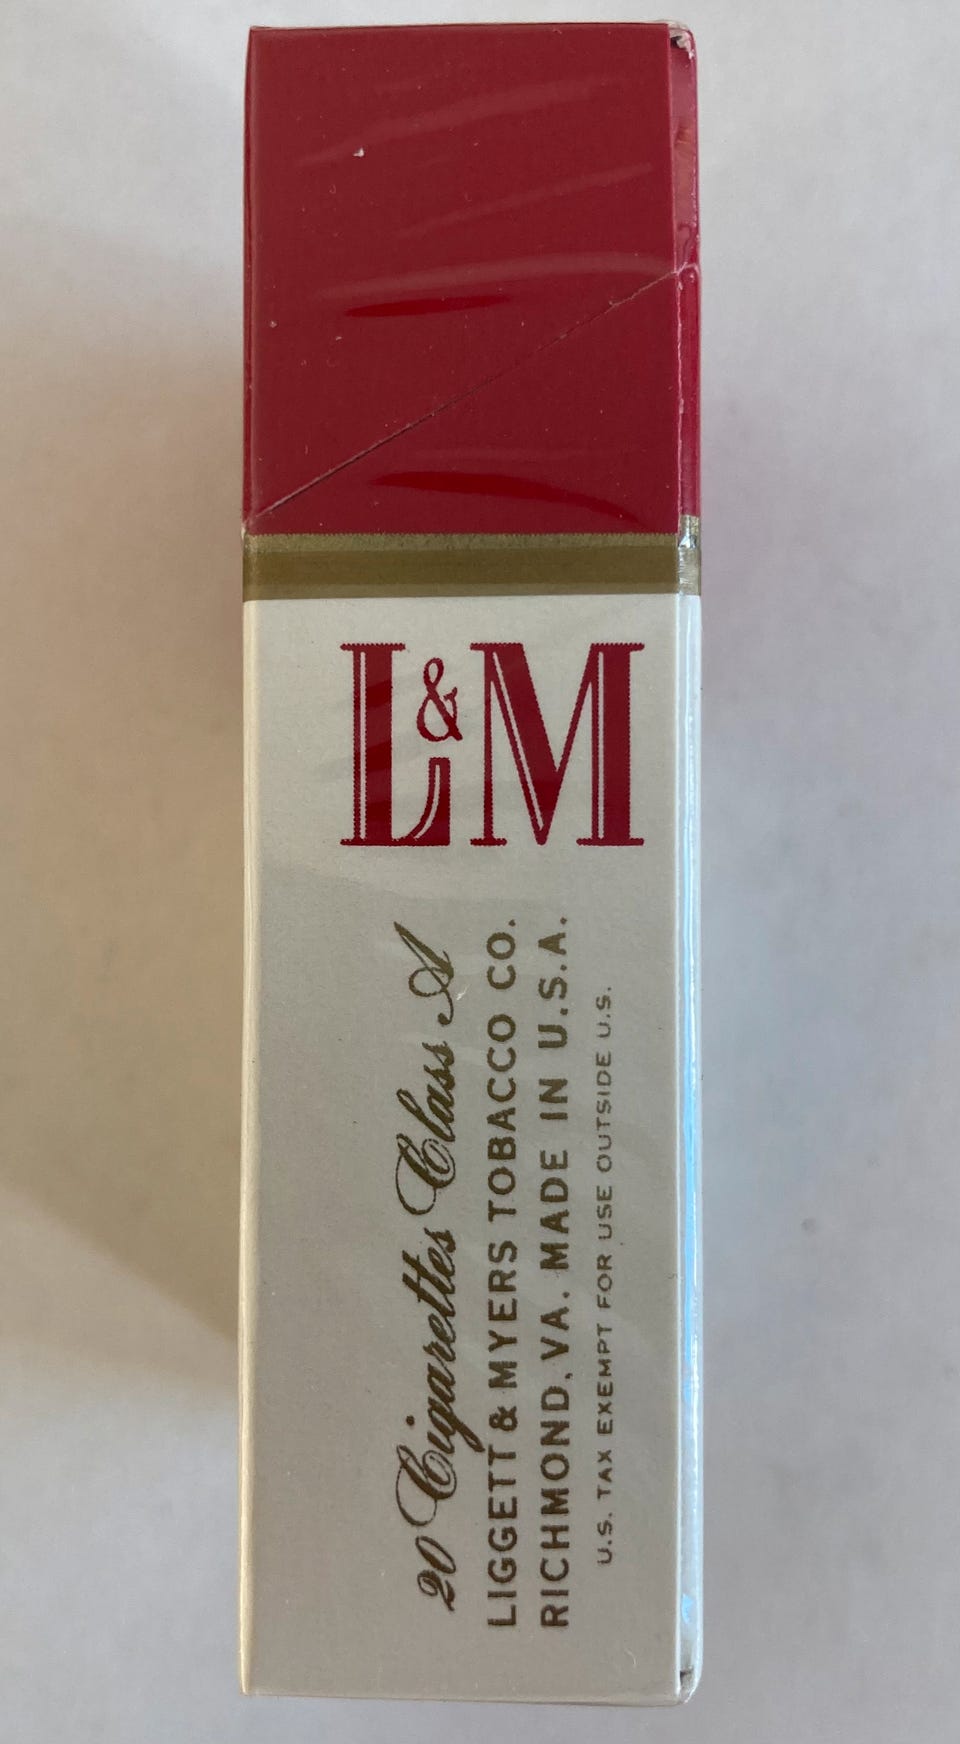 L&M
20 Cigarettes Class A
LIGGETT & MYERS TOBACCO CO.
RICHMOND, VA. MADE IN U.S.A.
U.S. TAX EXEMPT FOR USE OUTSIDE U.S.